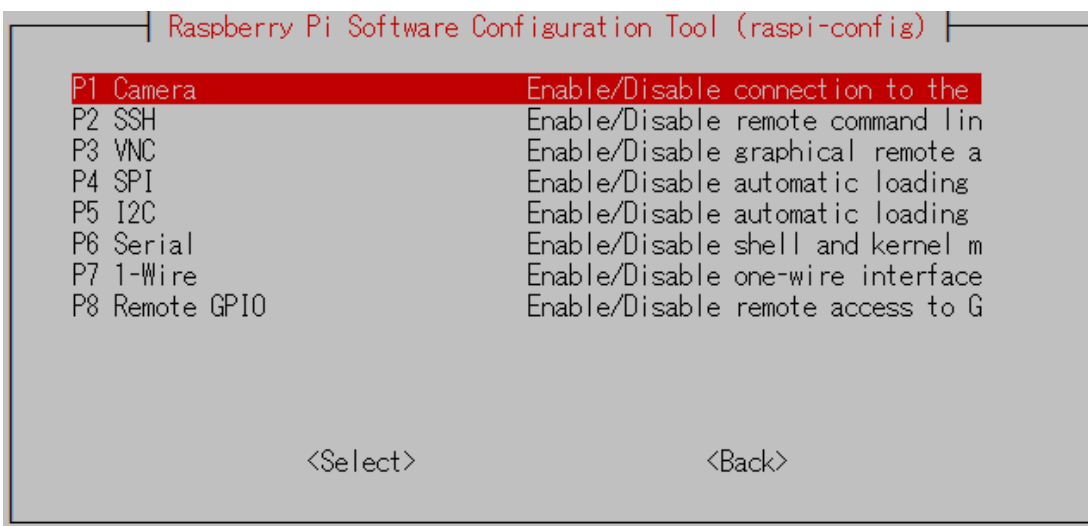 Raspberry Pi Software Configuration Tool (raspi-config)
P1 Camera Enable/Disable connection to the
P2 SSH Enable/Disable remote command lin
P3 VNC Enable/Disable graphical remote a
P4 SPI Enable/Disable automatic loading
P5 I2C Enable/Disable automatic loading
P6 Serial Enable/Disable shell and kernel m
P7 1-Wire Enable/Disable one-wire interface
P8 Remote GPIO Enable/Disable remote access to G
<Select> <Back>